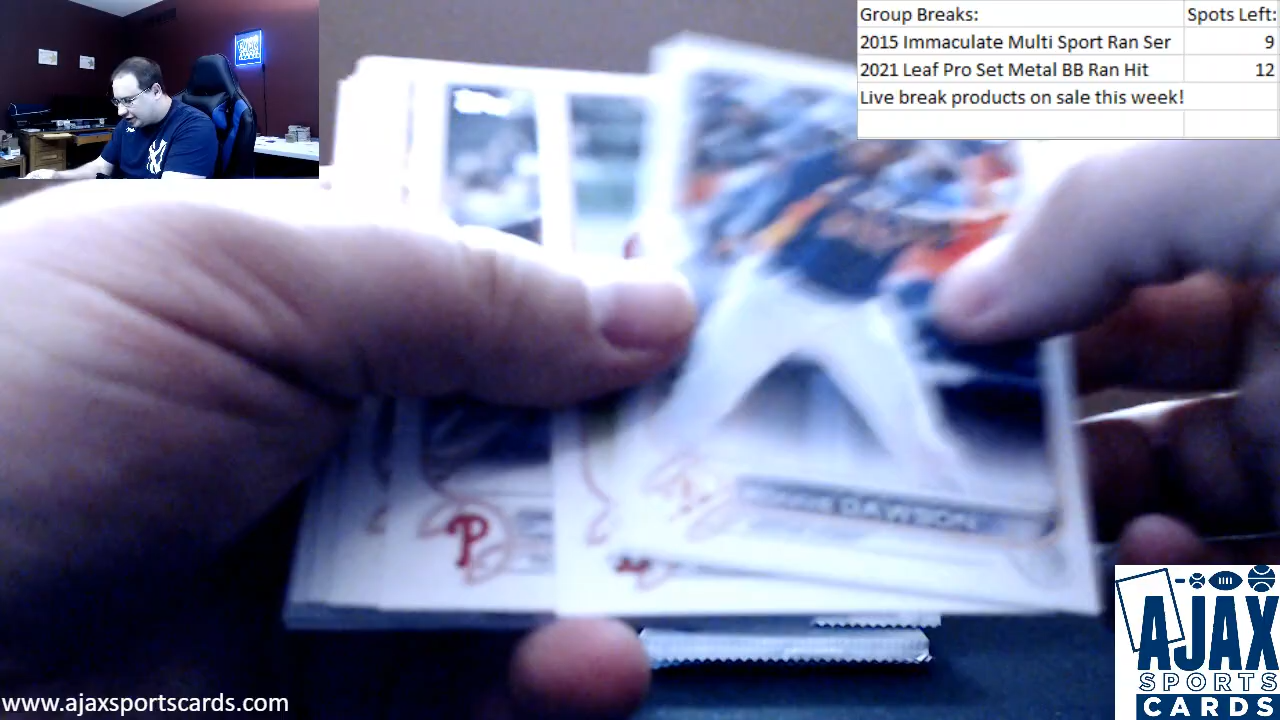 Group Breaks: Spots Left:
2015 Immaculate Multi Sport Ran Ser 9
2021 Leaf Pro Set Metal BB Ran Hit 12
Live break products on sale this week!
P
DAWSON
AJAX
SPORTS
CARDS
www.ajaxsportscards.com